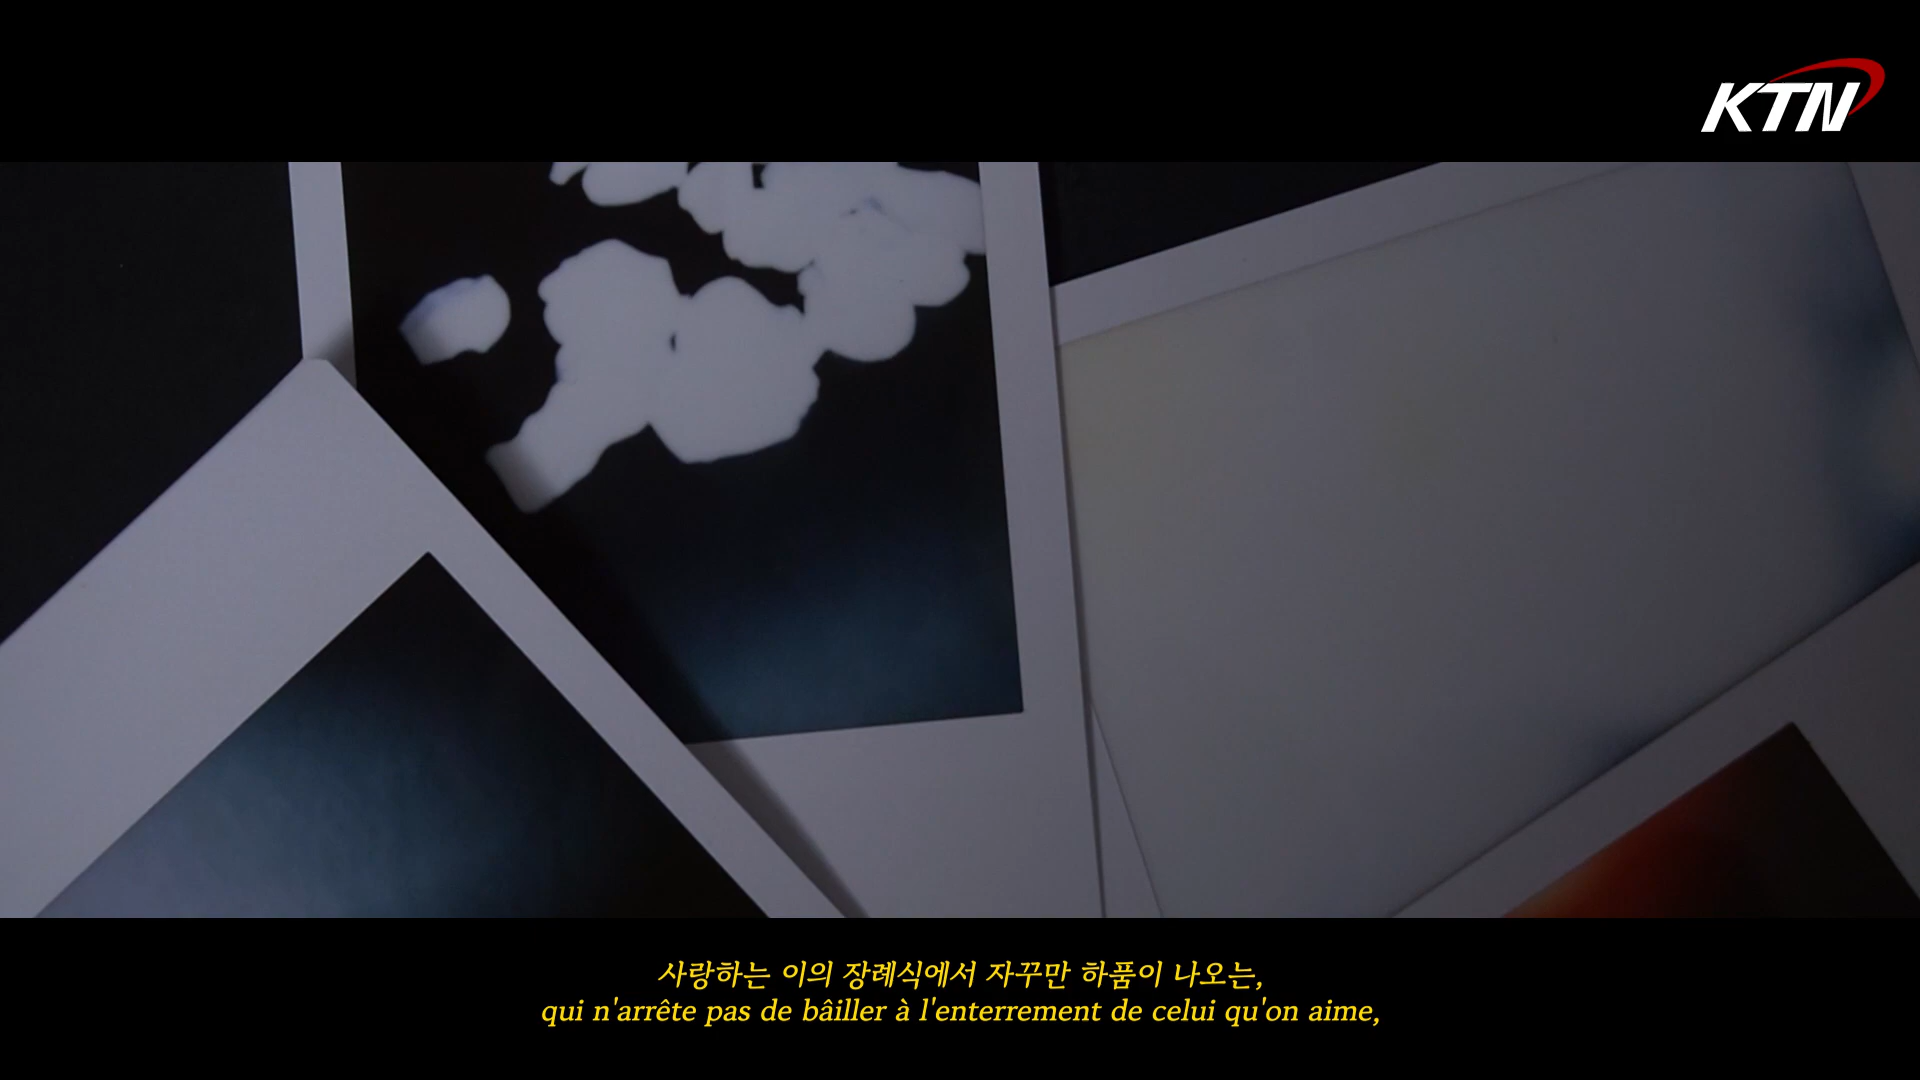 KTN
사랑하는 이의 장례식에서 자꾸만 하품이 나오는,
qui n'arrête pas de bâiller à l'enterrement de celui qu'on aime,